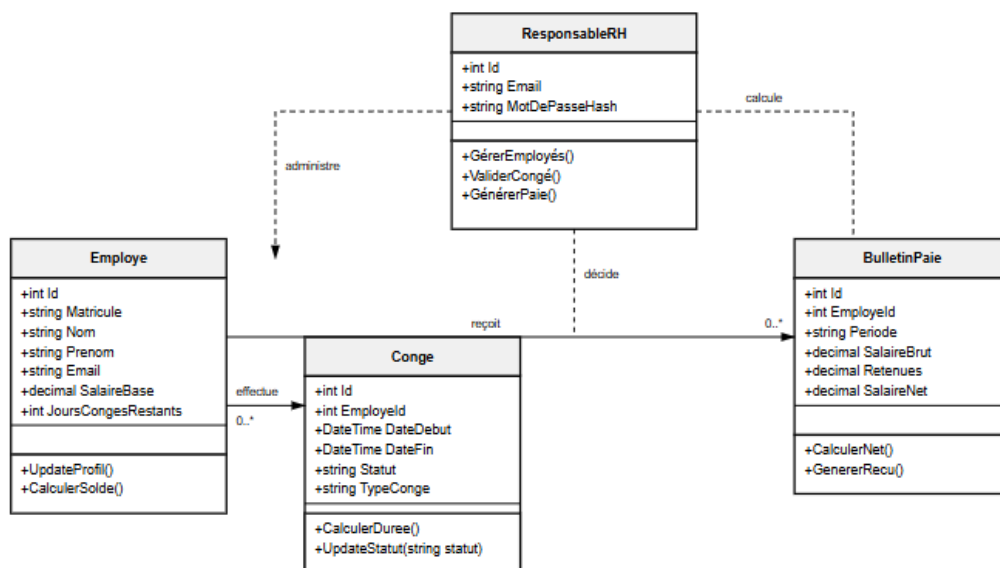 ResponsableRH
+int Id
+string Email
+string MotDePasseHash
+GérerEmployés()
+ValiderCongé()
+GénérerPaie()
calcule
administre
décide
Employe
+int Id
+string Matricule
+string Nom
+string Prenom
+string Email
+decimal SalaireBase
+int JoursCongesRestants
+UpdateProfil()
+CalculerSolde()
reçoit
0..*
effectue
0..*
Conge
+int Id
+int EmployeId
+DateTime DateDebut
+DateTime DateFin
+string Statut
+string TypeConge
+CalculerDuree()
+UpdateStatut(string statut)
BulletinPaie
+int Id
+int EmployeId
+string Periode
+decimal SalaireBrut
+decimal Retenues
+decimal SalaireNet
+CalculerNet()
+GenererRecu()